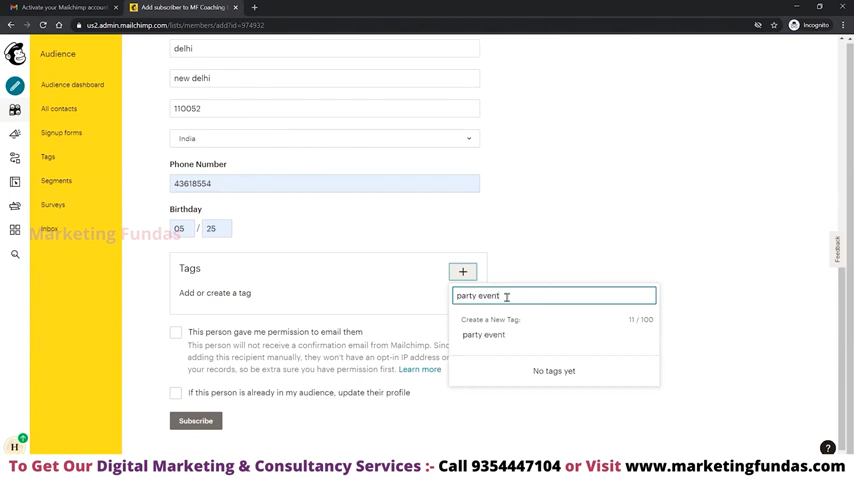 Activate your Mailchimp accoun
Add subscriber to MF Coaching
us2.admin.mailchimp.com/lists/members/add?id=974932
Incognito
Audience
Audience dashboard
All contacts
Signup forms
Tags
Segments
Surveys
Inbox
delhi
new delhi
110052
India
Phone Number
43618554
Birthday
05 / 25
Marketing Fundas
Tags
+
Add or create a tag
party event
Create a New Tag: 11 / 100
party event
No tags yet
This person gave me permission to email them
This person will not receive a confirmation email from Mailchimp. Sinc
adding this recipient manually, they won't have an opt-in IP address or
your records, so be extra sure you have permission first. Learn more
If this person is already in my audience, update their profile
Subscribe
Feedback
H
?
To Get Our Digital Marketing & Consultancy Services :- Call 9354447104 or Visit www.marketingfundas.com